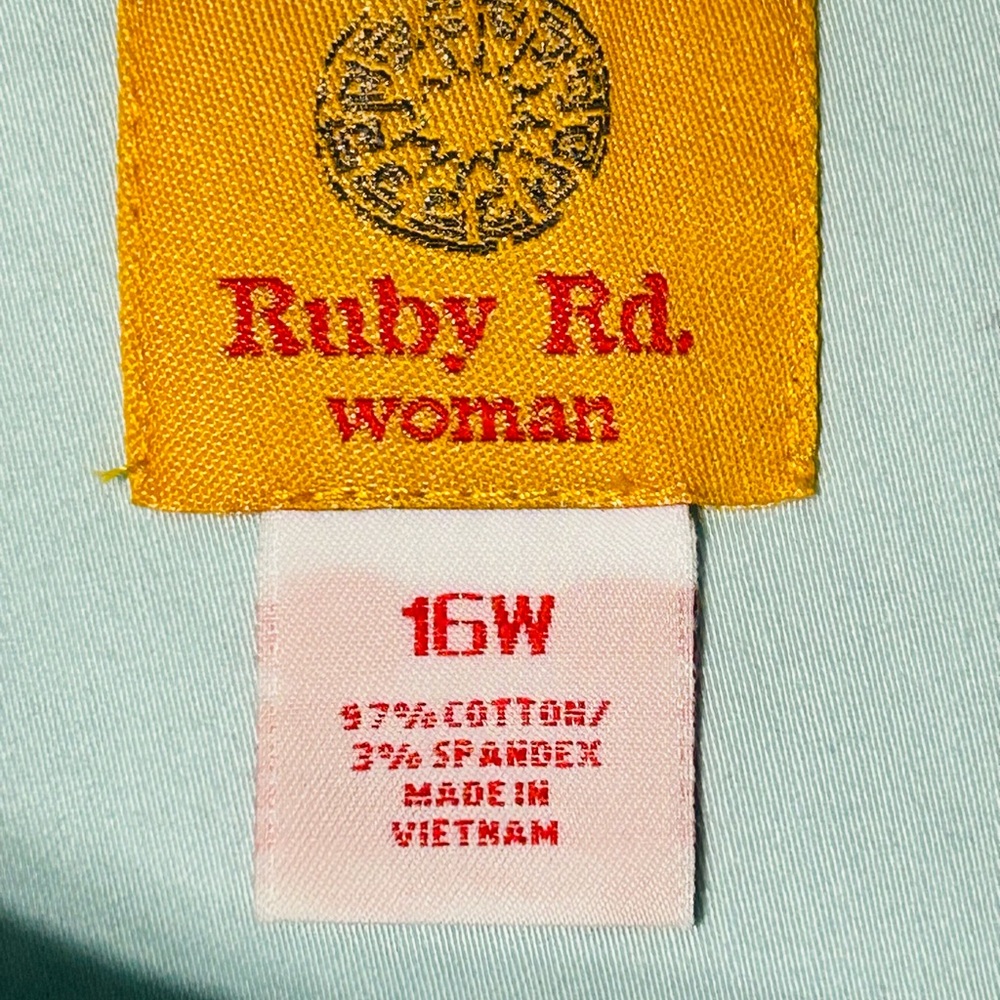 Ruby Rd.
woman
16W
97% COTTON/
3% SPANDEX
MADE IN
VIETNAM